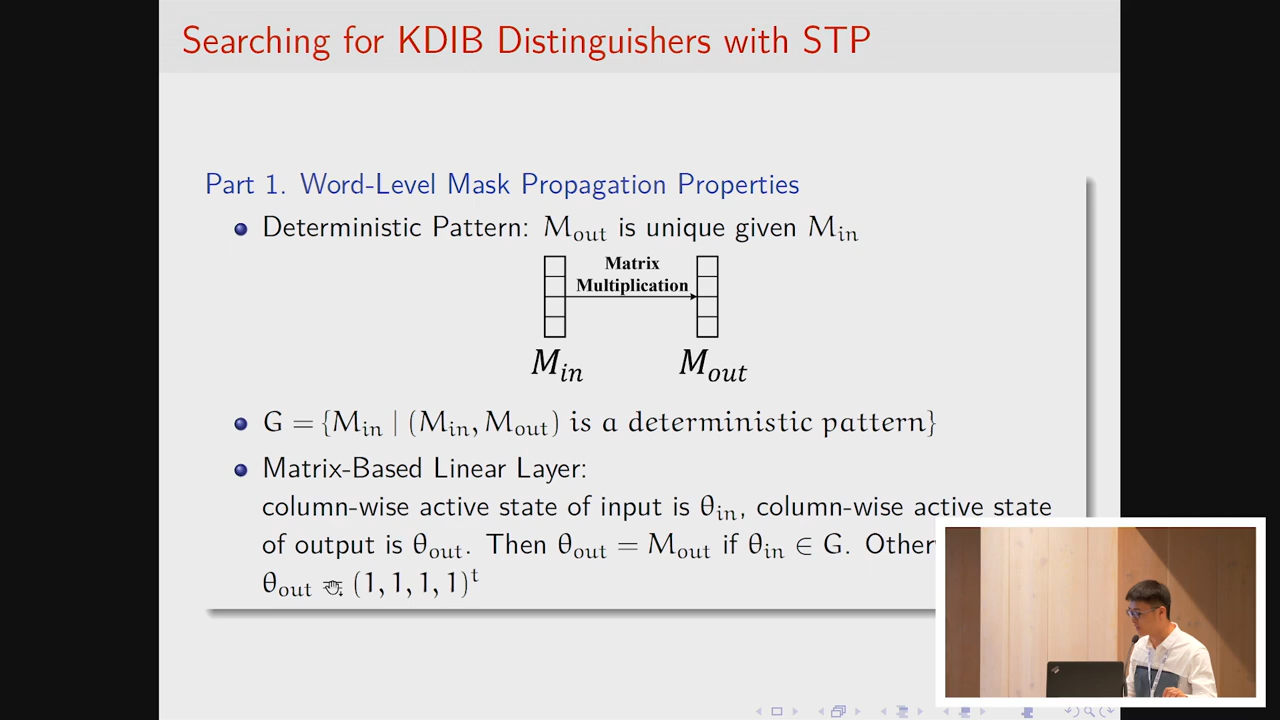 Searching for KDIB Distinguishers with STP
Part 1. Word-Level Mask Propagation Properties
Deterministic Pattern: M_out is unique given M_in
Matrix
Multiplication
M_in M_out
G = {M_in | (M_in, M_out) is a deterministic pattern}
Matrix-Based Linear Layer:
column-wise active state of input is θ_in, column-wise active state
of output is θ_out. Then θ_out = M_out if θ_in ∈ G.
θ_out = (1, 1, 1, 1)^t